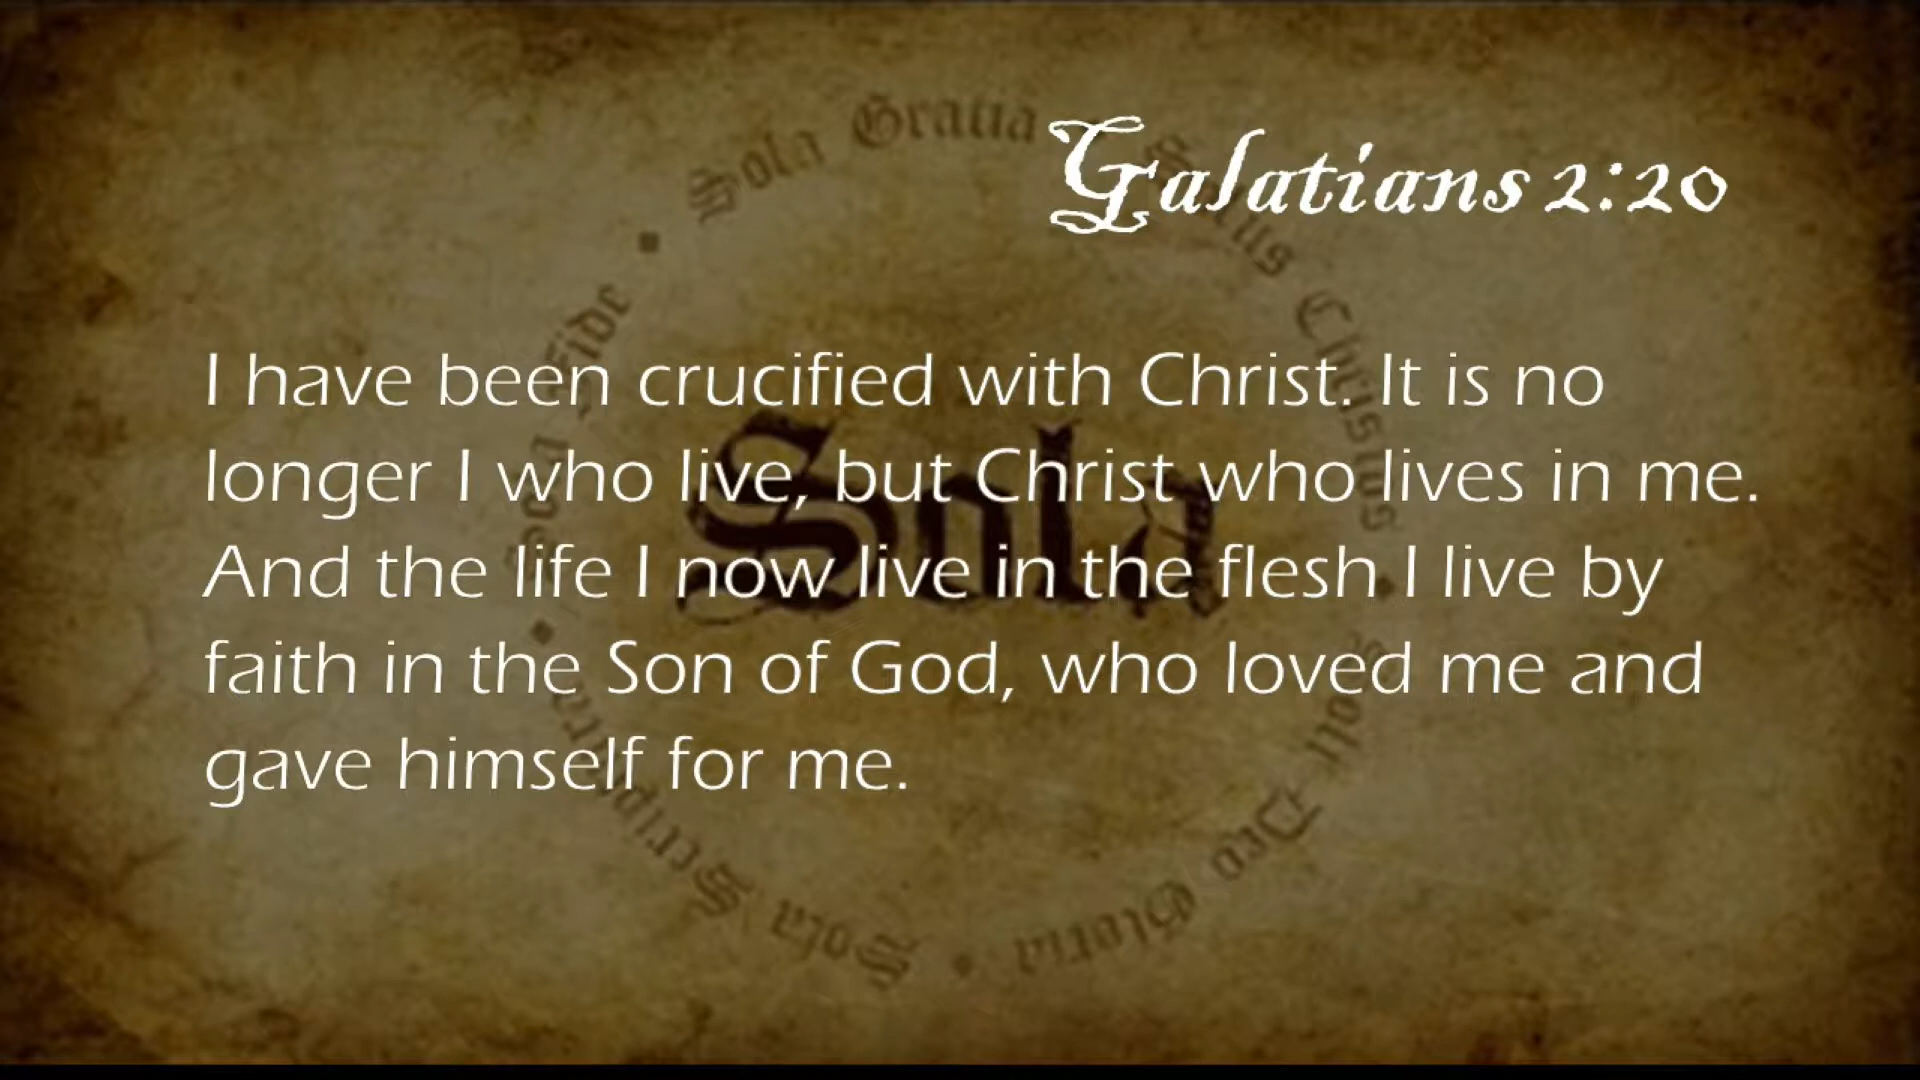 Galatians 2:20
I have been crucified with Christ. It is no
longer I who live, but Christ who lives in me.
And the life I now live in the flesh I live by
faith in the Son of God, who loved me and
gave himself for me.
Sola
Sola Gratia
Christus
Soli Deo Gloria
Sola
Sola Fide